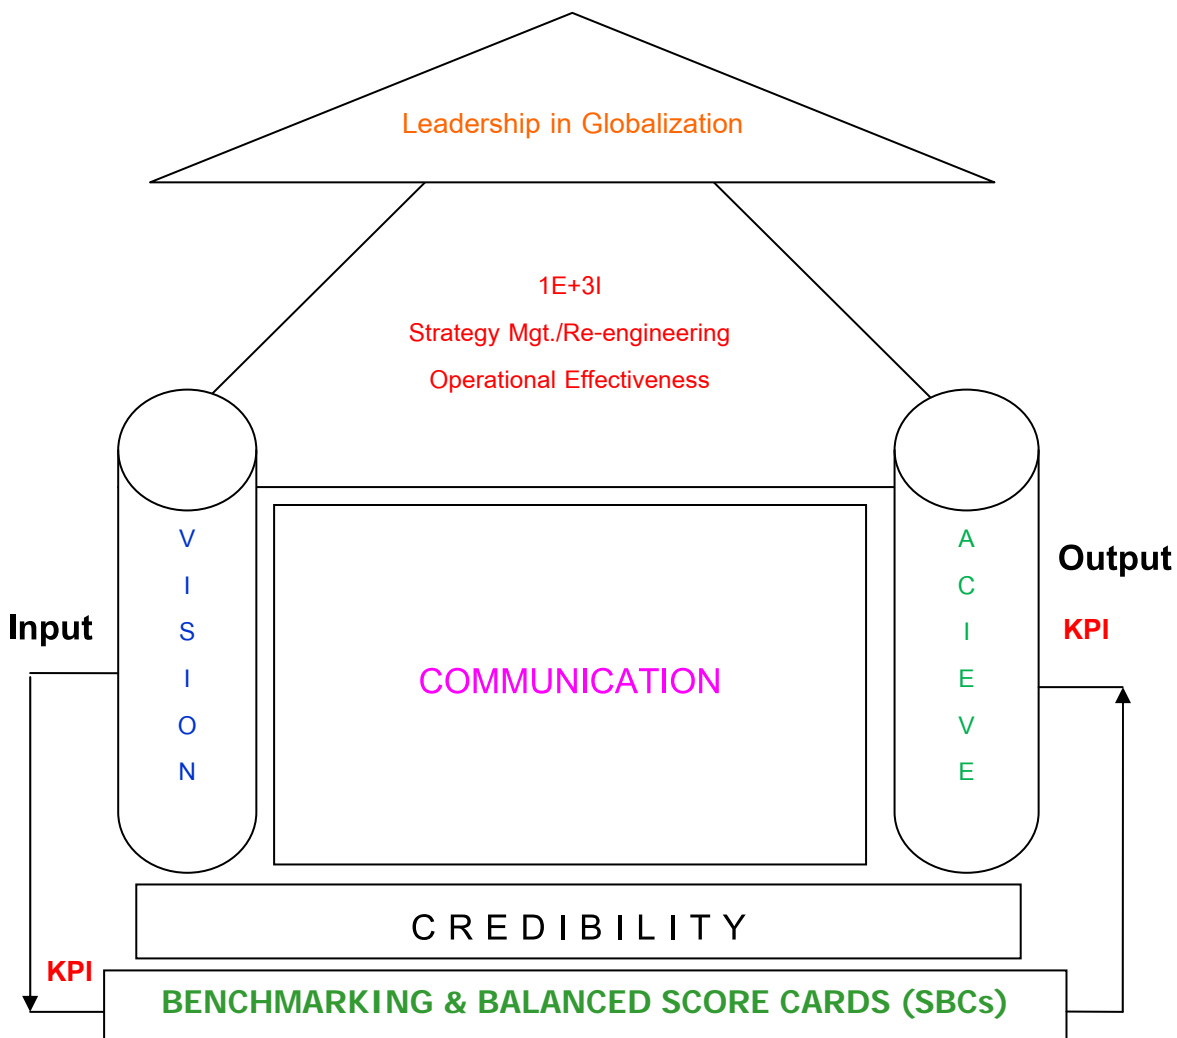 Leadership in Globalization
1E+3I
Strategy Mgt./Re-engineering
Operational Effectiveness
V
I
S
I
O
N
A
C
I
E
V
E
Output
KPI
Input
COMMUNICATION
C R E D I B I L I T Y
KPI
BENCHMARKING & BALANCED SCORE CARDS (SBCs)